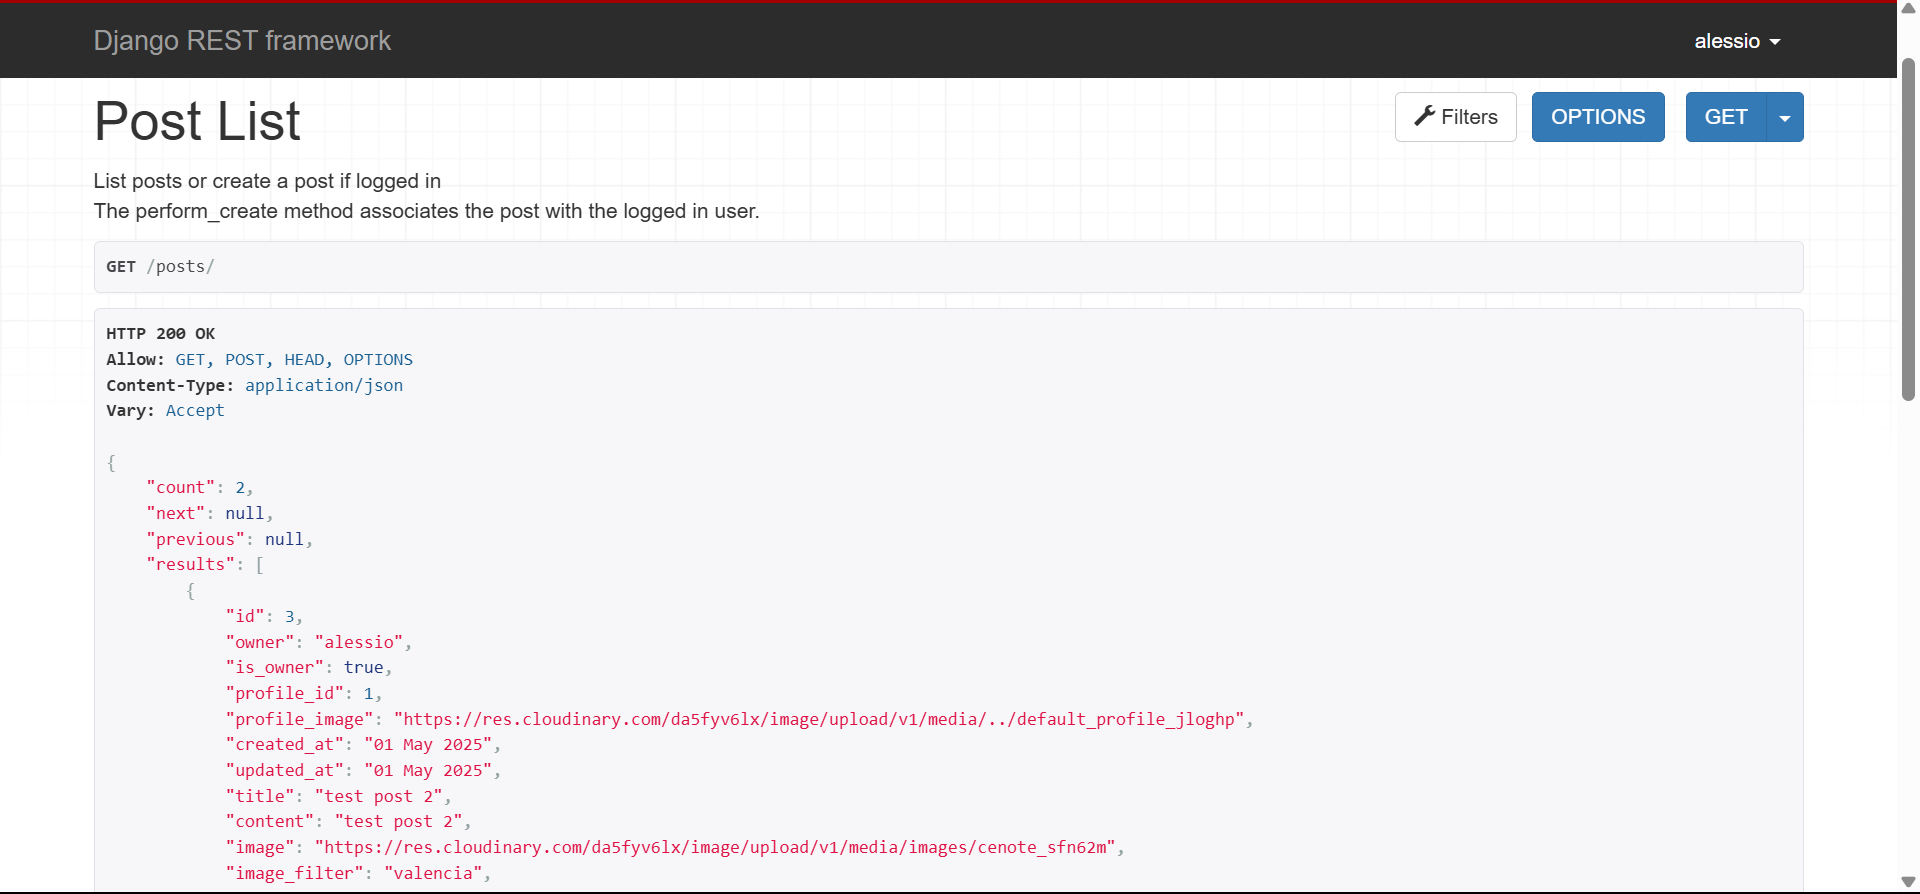 Django REST framework
alessio
Post List
Filters
OPTIONS
GET
List posts or create a post if logged in
The perform_create method associates the post with the logged in user.
GET /posts/
HTTP 200 OK
Allow: GET, POST, HEAD, OPTIONS
Content-Type: application/json
Vary: Accept
{
    "count": 2,
    "next": null,
    "previous": null,
    "results": [
        {
            "id": 3,
            "owner": "alessio",
            "is_owner": true,
            "profile_id": 1,
            "profile_image": "https://res.cloudinary.com/da5fyv6lx/image/upload/v1/media/../default_profile_jloghp",
            "created_at": "01 May 2025",
            "updated_at": "01 May 2025",
            "title": "test post 2",
            "content": "test post 2",
            "image": "https://res.cloudinary.com/da5fyv6lx/image/upload/v1/media/images/cenote_sfn62m",
            "image_filter": "valencia",